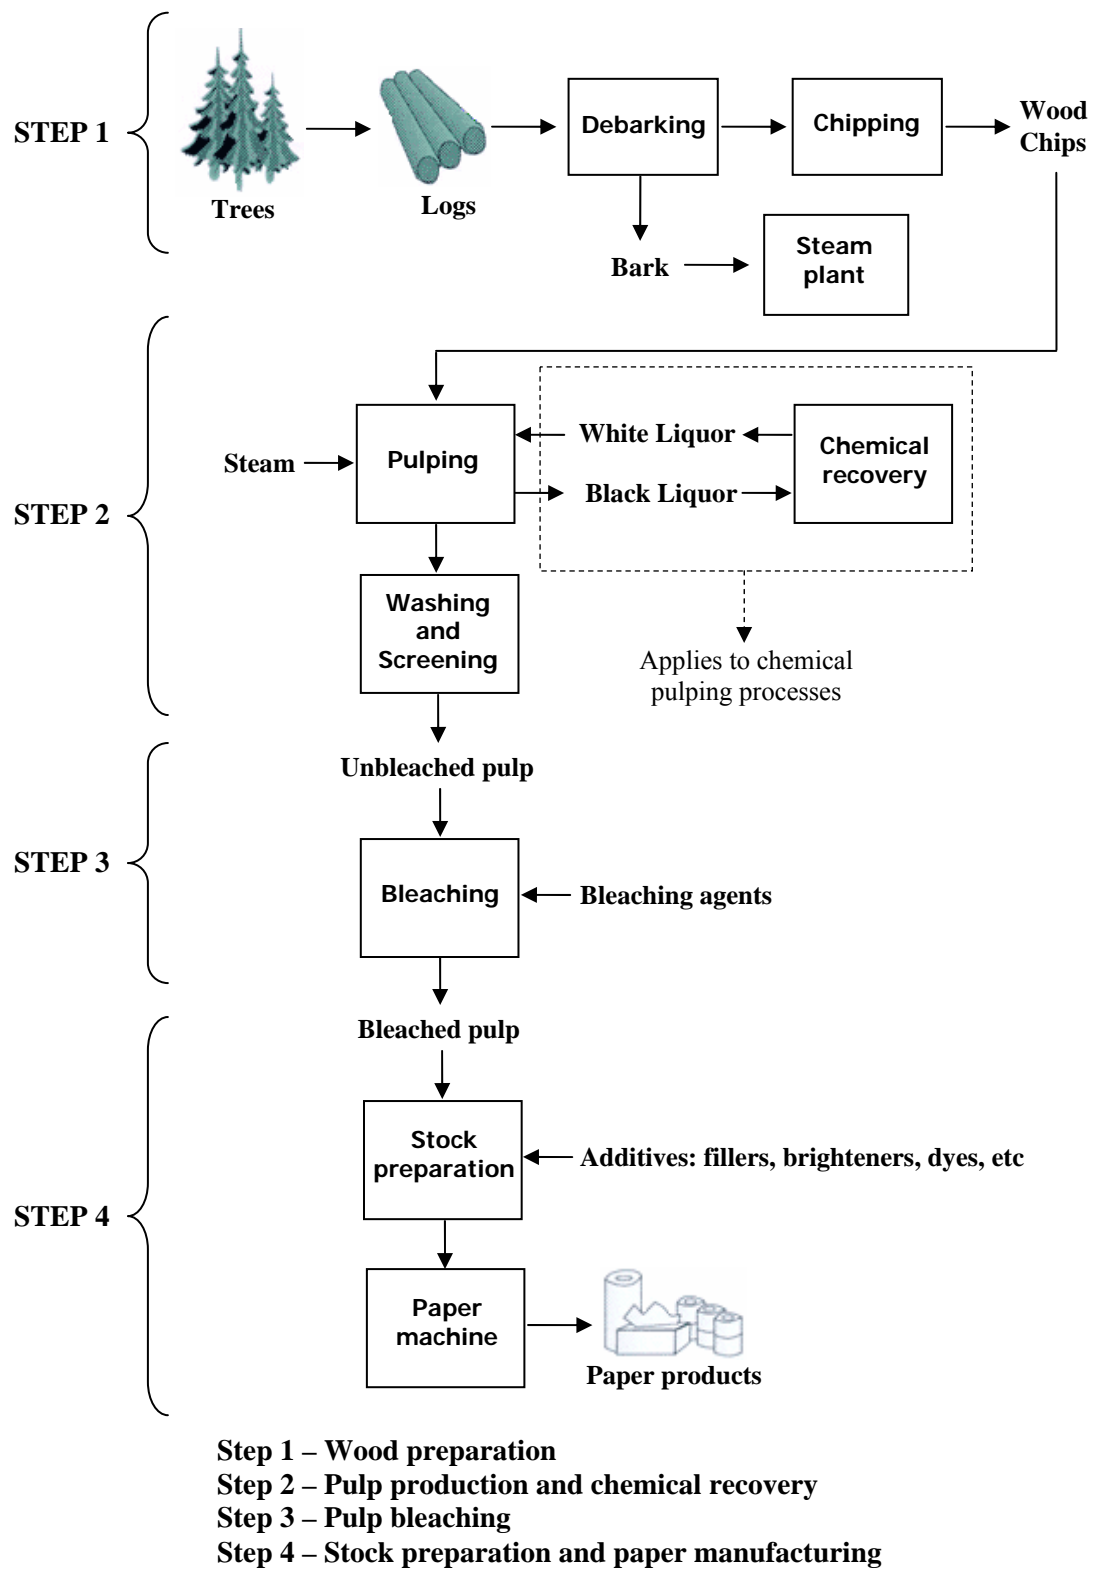 STEP 1
Trees
Logs
Debarking
Chipping
Wood
Chips
Bark
Steam
plant
STEP 2
Steam
Pulping
White Liquor
Black Liquor
Chemical
recovery
Washing
and
Screening
Applies to chemical
pulping processes
STEP 3
Unbleached pulp
Bleaching
Bleaching agents
STEP 4
Bleached pulp
Stock
preparation
Additives: fillers, brighteners, dyes, etc
Paper
machine
Paper products
Step 1 – Wood preparation
Step 2 – Pulp production and chemical recovery
Step 3 – Pulp bleaching
Step 4 – Stock preparation and paper manufacturing